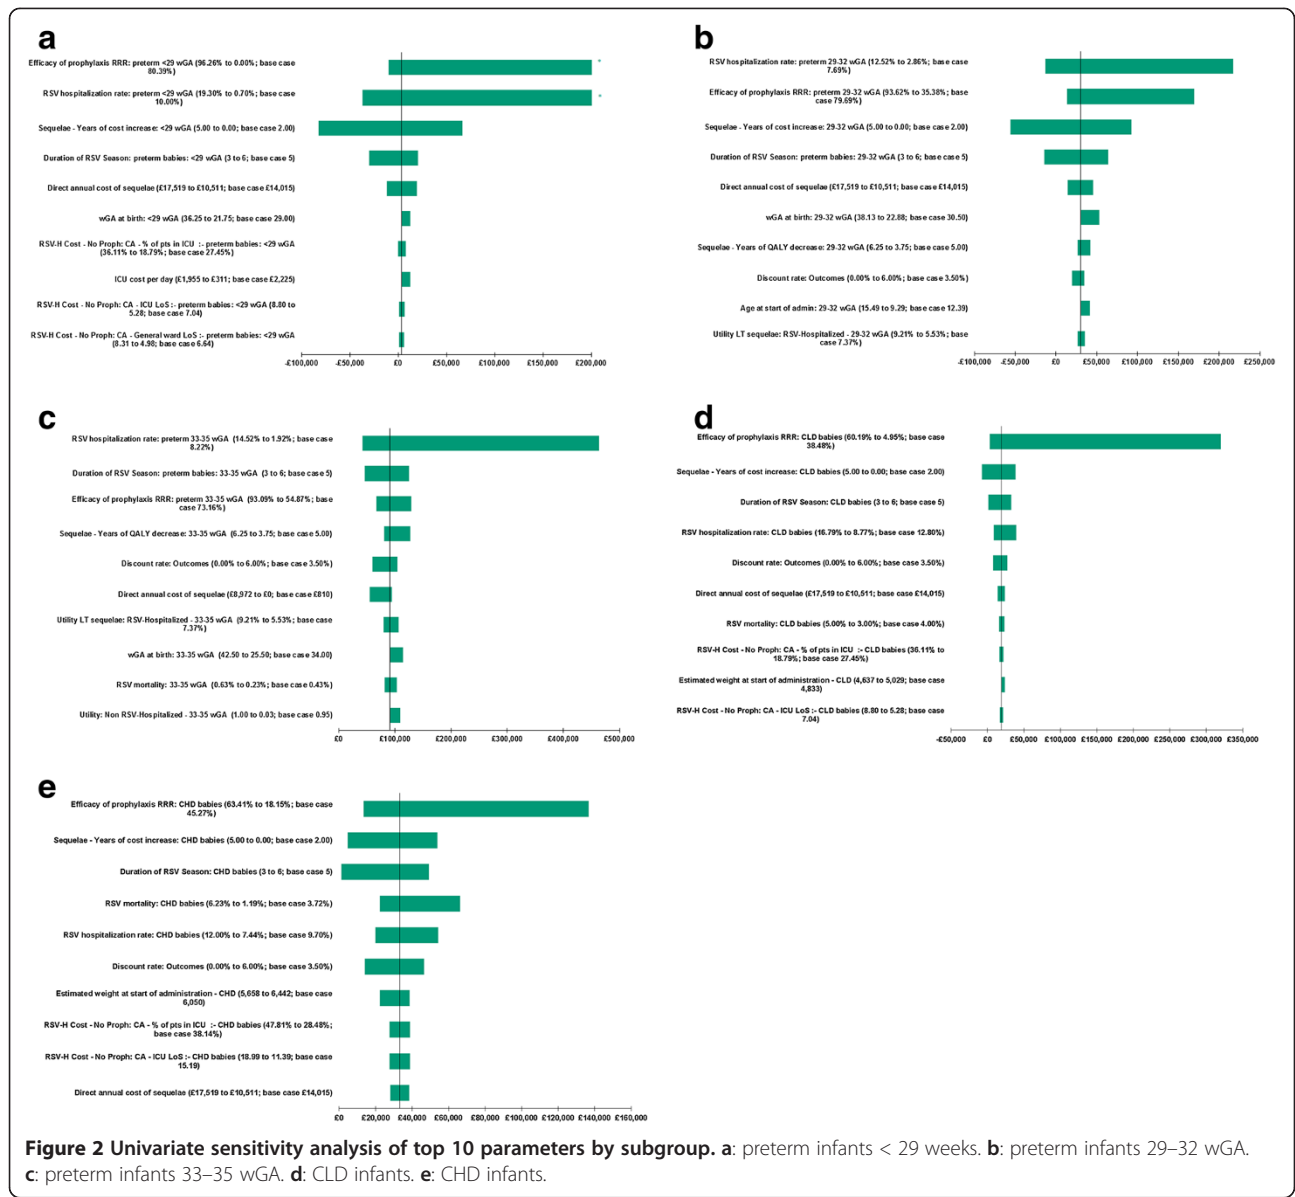 a
Efficacy of prophylaxis RRR: preterm <29 wGA (96.26% to 0.00%; base case
80.39%)
*
RSV hospitalization rate: preterm <29 wGA (19.30% to 0.70%; base case
10.00%)
*
Sequelae - Years of cost increase: <29 wGA (5.00 to 0.00; base case 2.00)
Duration of RSV Season: preterm babies: <29 wGA (3 to 6; base case 5)
Direct annual cost of sequelae (£17,519 to £10,511; base case £14,015)
wGA at birth: <29 wGA (36.25 to 21.75; base case 29.00)
RSV-H Cost - No Proph: CA - % of pts in ICU :- preterm babies: <29 wGA
(36.11% to 18.79%; base case 27.45%)
ICU cost per day (£1,955 to £311; base case £2,225)
RSV-H Cost - No Proph: CA - ICU LoS :- preterm babies: <29 wGA (8.80 to
5.28; base case 7.04)
RSV-H Cost - No Proph: CA - General ward LoS :- preterm babies: <29 wGA
(8.31 to 4.98; base case 6.64)
-£100,000 -£50,000 £0 £50,000 £100,000 £150,000 £200,000
b
RSV hospitalization rate: preterm 29-32 wGA (12.52% to 2.86%; base case
7.69%)
Efficacy of prophylaxis RRR: preterm 29-32 wGA (93.62% to 35.38%; base
case 79.69%)
Sequelae - Years of cost increase: 29-32 wGA (5.00 to 0.00; base case 2.00)
Duration of RSV Season: preterm babies: 29-32 wGA (3 to 6; base case 5)
Direct annual cost of sequelae (£17,519 to £10,511; base case £14,015)
wGA at birth: 29-32 wGA (38.13 to 22.88; base case 30.50)
Sequelae - Years of QALY decrease: 29-32 wGA (6.25 to 3.75; base case 5.00)
Discount rate: Outcomes (0.00% to 6.00%; base case 3.50%)
Age at start of admin: 29-32 wGA (15.49 to 9.29; base case 12.39)
Utility LT sequelae: RSV-Hospitalized - 29-32 wGA (9.21% to 5.53%; base
case 7.37%)
-£100,000 -£50,000 £0 £50,000 £100,000 £150,000 £200,000 £250,000
c
RSV hospitalization rate: preterm 33-35 wGA (14.52% to 1.92%; base case
8.22%)
Duration of RSV Season: preterm babies: 33-35 wGA (3 to 6; base case 5)
Efficacy of prophylaxis RRR: preterm 33-35 wGA (93.09% to 54.87%; base
case 73.16%)
Sequelae - Years of QALY decrease: 33-35 wGA (6.25 to 3.75; base case 5.00)
Discount rate: Outcomes (0.00% to 6.00%; base case 3.50%)
Direct annual cost of sequelae (£8,972 to £0; base case £810)
Utility LT sequelae: RSV-Hospitalized - 33-35 wGA (9.21% to 5.53%; base case
7.37%)
wGA at birth: 33-35 wGA (42.50 to 25.50; base case 34.00)
RSV mortality: 33-35 wGA (0.63% to 0.23%; base case 0.43%)
Utility: Non RSV-Hospitalized - 33-35 wGA (1.00 to 0.03; base case 0.95)
£0 £100,000 £200,000 £300,000 £400,000 £500,000
d
Efficacy of prophylaxis RRR: CLD babies (60.19% to 4.95%; base case
38.48%)
Sequelae - Years of cost increase: CLD babies (5.00 to 0.00; base case 2.00)
Duration of RSV Season: CLD babies (3 to 6; base case 5)
RSV hospitalization rate: CLD babies (16.79% to 8.77%; base case 12.80%)
Discount rate: Outcomes (0.00% to 6.00%; base case 3.50%)
Direct annual cost of sequelae (£17,519 to £10,511; base case £14,015)
RSV mortality: CLD babies (5.00% to 3.00%; base case 4.00%)
RSV-H Cost - No Proph: CA - % of pts in ICU :- CLD babies (36.11% to
18.79%; base case 27.45%)
Estimated weight at start of administration - CLD (4,637 to 5,029; base case
4,833)
RSV-H Cost - No Proph: CA - ICU LoS :- CLD babies (8.80 to 5.28; base case
7.04)
-£50,000 £0 £50,000 £100,000 £150,000 £200,000 £250,000 £300,000 £350,000
e
Efficacy of prophylaxis RRR: CHD babies (63.41% to 18.15%; base case
45.27%)
Sequelae - Years of cost increase: CHD babies (5.00 to 0.00; base case 2.00)
Duration of RSV Season: CHD babies (3 to 6; base case 5)
RSV mortality: CHD babies (6.23% to 1.19%; base case 3.72%)
RSV hospitalization rate: CHD babies (12.00% to 7.44%; base case 9.70%)
Discount rate: Outcomes (0.00% to 6.00%; base case 3.50%)
Estimated weight at start of administration - CHD (5,658 to 6,442; base case
6,050)
RSV-H Cost - No Proph: CA - % of pts in ICU :- CHD babies (47.81% to 28.48%;
base case 38.14%)
RSV-H Cost - No Proph: CA - ICU LoS :- CHD babies (18.99 to 11.39; base case
15.19)
Direct annual cost of sequelae (£17,519 to £10,511; base case £14,015)
£0 £20,000 £40,000 £60,000 £80,000 £100,000 £120,000 £140,000 £160,000
Figure 2 Univariate sensitivity analysis of top 10 parameters by subgroup. a: preterm infants < 29 weeks. b: preterm infants 29–32 wGA.
c: preterm infants 33–35 wGA. d: CLD infants. e: CHD infants.